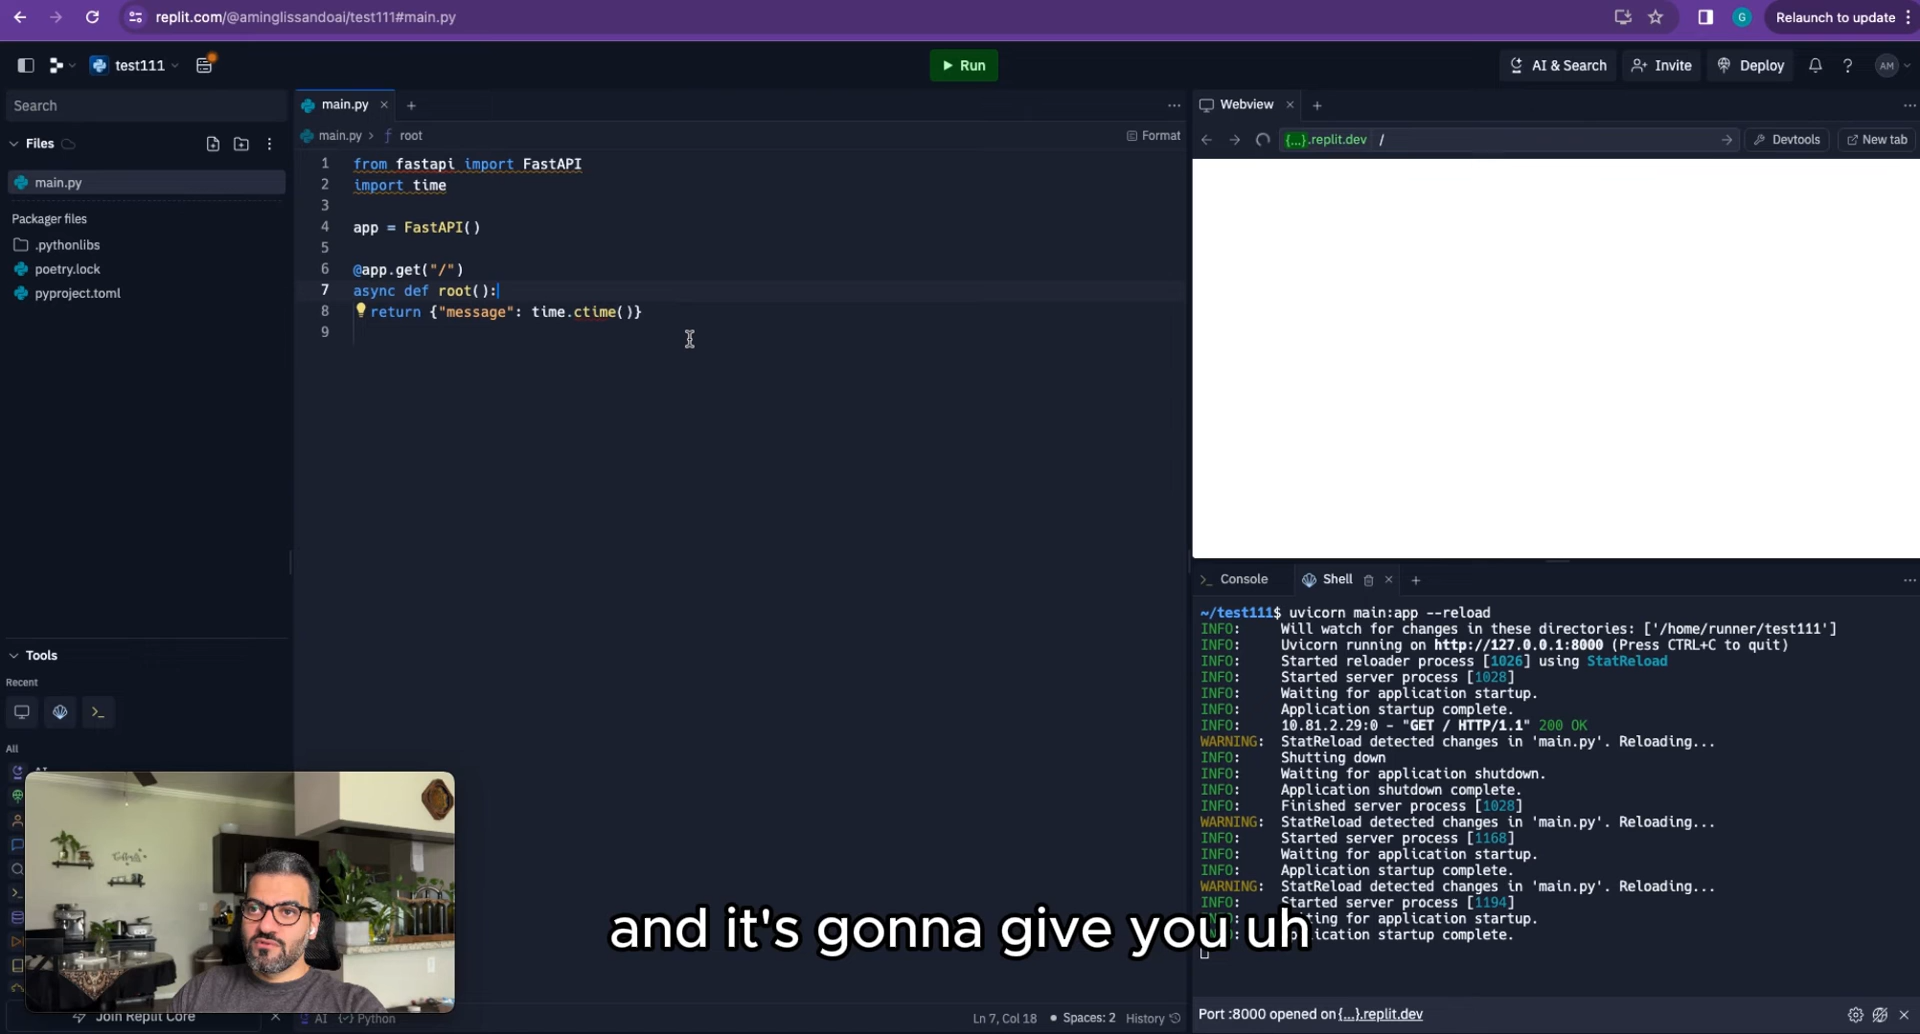 replit.com/@aminglissandoai/test111#main.py
G
Relaunch to update
test111
Run
AI & Search
Invite
Deploy
?
AM
Search
Files
main.py
Packager files
.pythonlibs
poetry.lock
pyproject.toml
Tools
Recent
All
Join Replit Core
main.py
main.py > root
Format
1 from fastapi import FastAPI
2 import time
3
4 app = FastAPI()
5
6 @app.get("/")
7 async def root():
8 return {"message": time.ctime()}
9
AI Python
Ln 7, Col 18 • Spaces: 2 History
Webview
{...}.replit.dev /
Devtools
New tab
Console
Shell
~/test111$ uvicorn main:app --reload
INFO: Will watch for changes in these directories: ['/home/runner/test111']
INFO: Uvicorn running on http://127.0.0.1:8000 (Press CTRL+C to quit)
INFO: Started reloader process [1026] using StatReload
INFO: Started server process [1028]
INFO: Waiting for application startup.
INFO: Application startup complete.
INFO: 10.81.2.29:0 - "GET / HTTP/1.1" 200 OK
WARNING: StatReload detected changes in 'main.py'. Reloading...
INFO: Shutting down
INFO: Waiting for application shutdown.
INFO: Application shutdown complete.
INFO: Finished server process [1028]
WARNING: StatReload detected changes in 'main.py'. Reloading...
INFO: Started server process [1168]
INFO: Waiting for application startup.
INFO: Application startup complete.
WARNING: StatReload detected changes in 'main.py'. Reloading...
INFO: Started server process [1194]
for application startup.
startup complete.
Port :8000 opened on {...}.replit.dev
and it's gonna give you uh